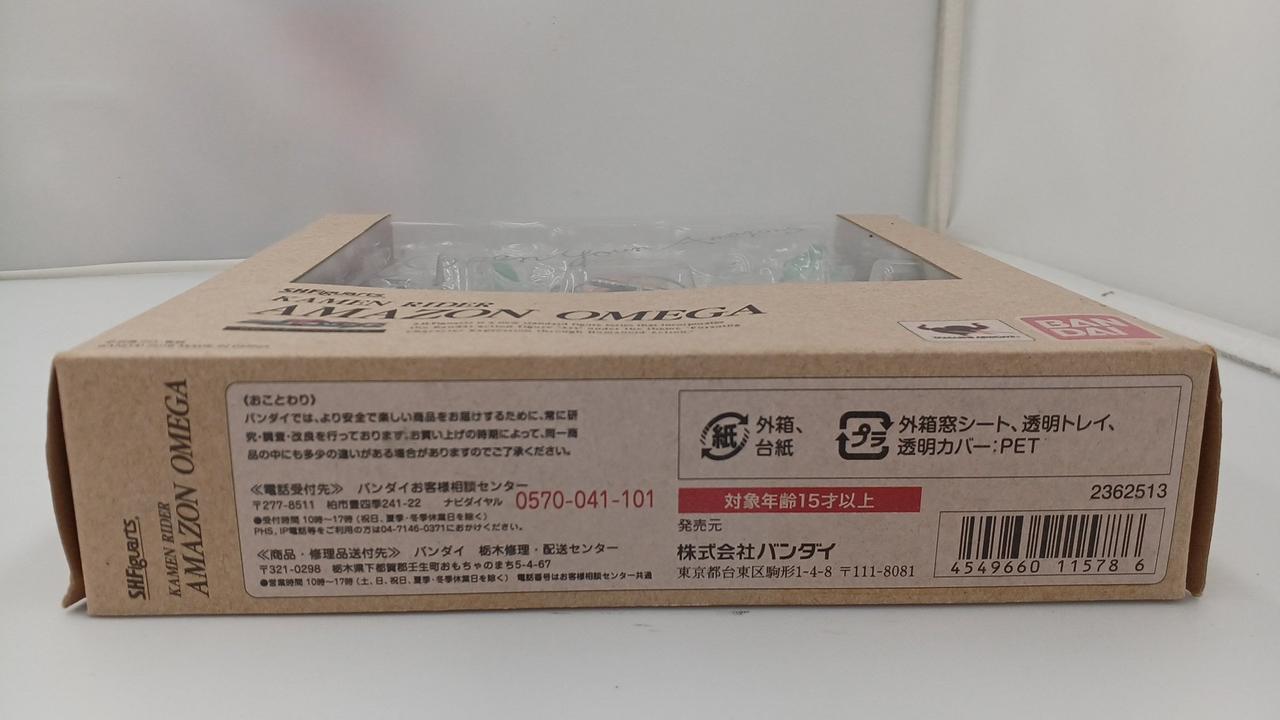 S.H.Figuarts
KAMEN RIDER
AMAZON OMEGA
BAN
DAI
S.H.Figuarts
KAMEN RIDER
AMAZON OMEGA
《おことわり》
バンダイでは、より安全で楽しい商品をお届けするために、常に研
究・調査・改良を行っております。お買い上げの時期によって、同一商
品の中にも多少の違いがある場合がありますのでご了承ください。
≪電話受付先≫ バンダイお客様相談センター
〒277-8511 柏市豊四季241-22 ナビダイヤル 0570-041-101
●受付時間 10時〜17時(祝日、夏季・冬季休業日を除く)
PHS、IP電話等をご利用の方は04-7146-0371におかけください。
≪商品・修理品送付先≫ バンダイ 栃木修理・配送センター
〒321-0298 栃木県下都賀郡壬生町おもちゃのまち5-4-67
●営業時間 10時〜17時(土、日、祝日、夏季・冬季休業日を除く) 電話番号はお客様相談センター共通
紙 外箱、
台紙
プラ 外箱窓シート、透明トレイ、
透明カバー:PET
対象年齢15才以上
発売元
株式会社バンダイ
東京都台東区駒形1-4-8 〒111-8081
2362513
4549660 11578 6